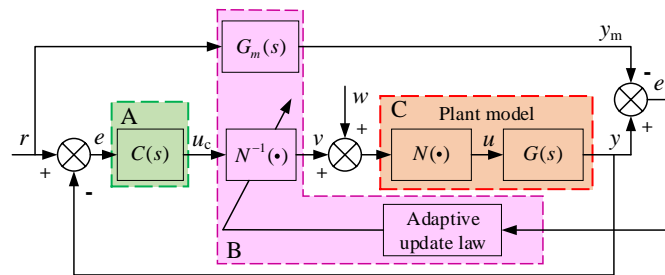 G_m(s)
y_m
-
e
+
w
A
C
Plant model
r
e
C(s)
u_c
N^{-1}(•)
v
+
N(•)
u
G(s)
y
+
+
-
B
Adaptive
update law